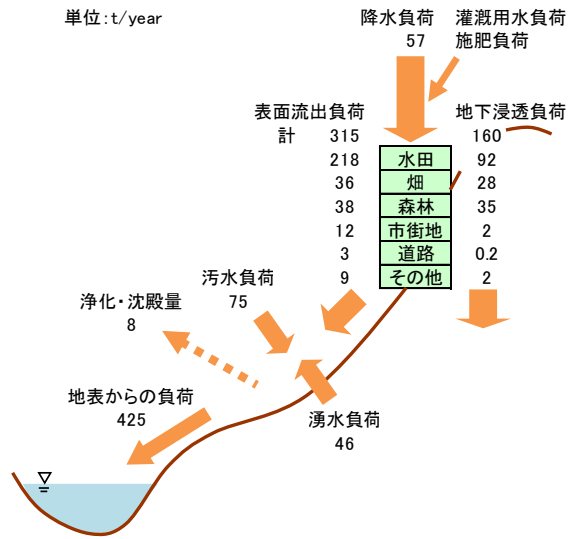 単位:t/year
降水負荷
57
灌漑用水負荷
施肥負荷
表面流出負荷
計 315
地下浸透負荷
160
218 水田 92
36 畑 28
38 森林 35
12 市街地 2
3 道路 0.2
9 その他 2
汚水負荷
75
浄化・沈殿量
8
地表からの負荷
425
湧水負荷
46